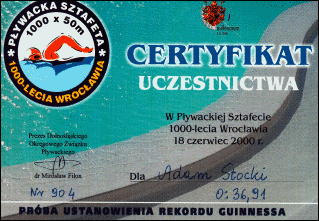 PŁYWACKA SZTAFETA
1000 x 50m
1000-LECIA WROCŁAWIA
CERTYFIKAT
UCZESTNICTWA
W Pływackiej Sztafecie
1000-lecia Wrocławia
18 czerwiec 2000 r.
Prezes Dolnośląskiego
Okręgowego Związku
Pływackiego
dr Mirosław Fiłon
Dla Adam Stocki
Nr 904
0:36,91
PRÓBA USTANOWIENIA REKORDU GUINNESSA